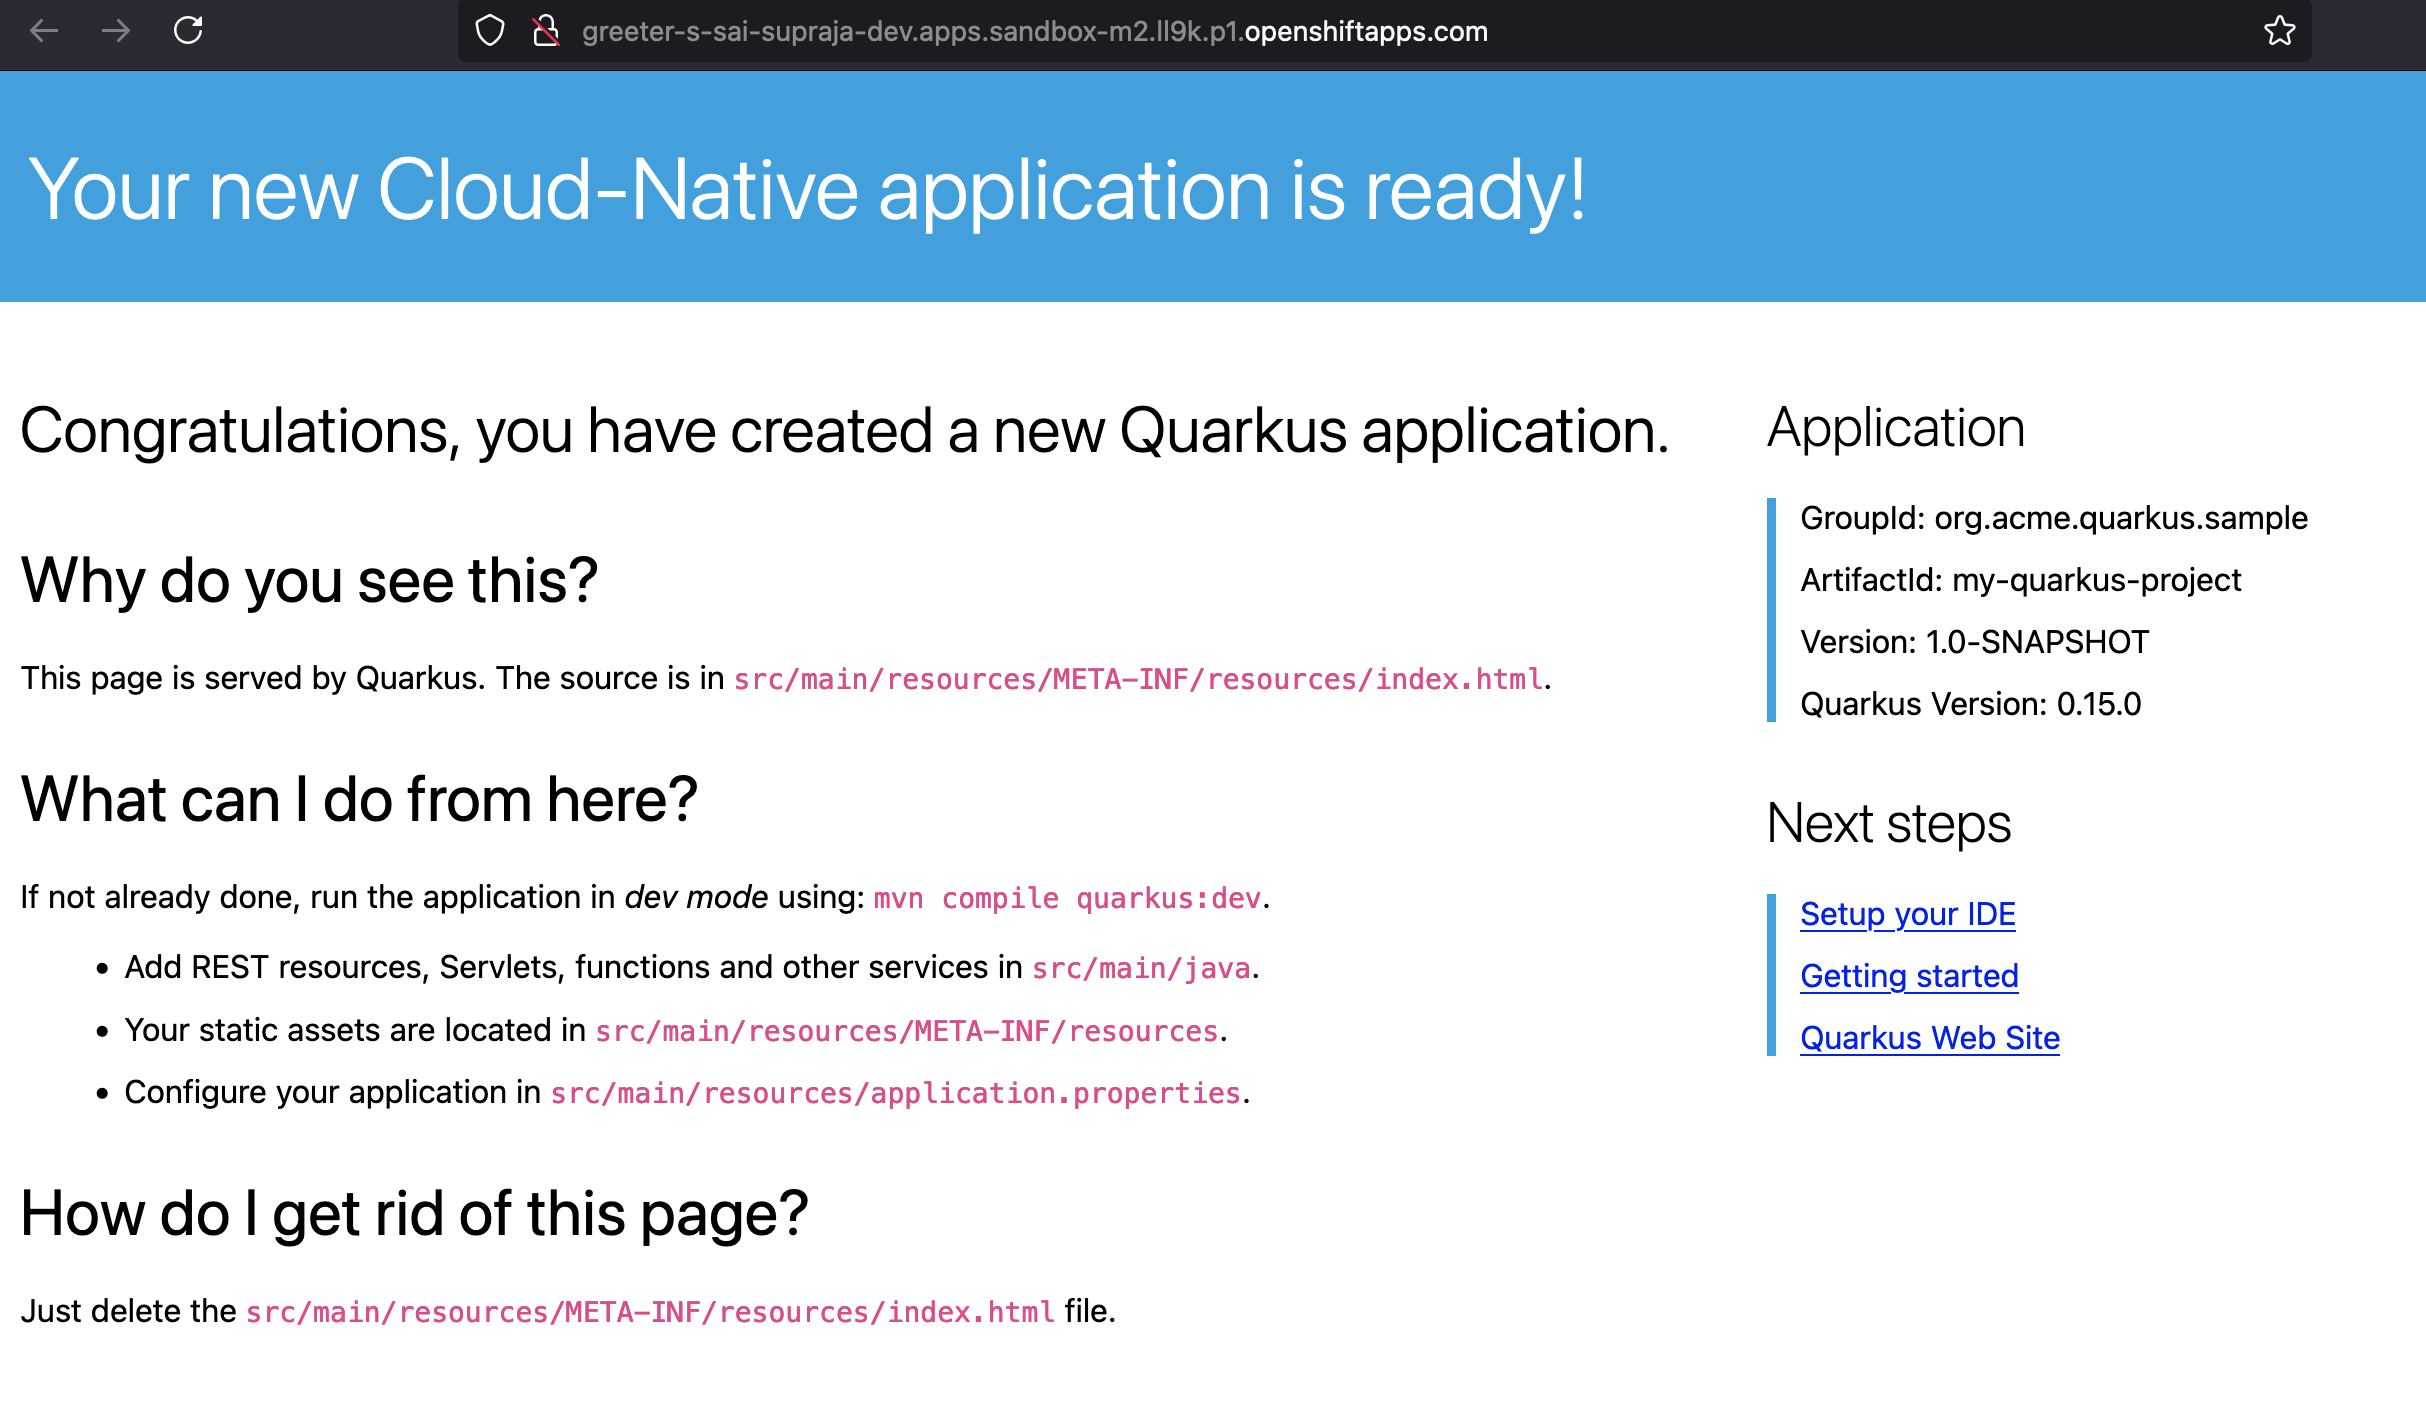 greeter-s-sai-supraja-dev.apps.sandbox-m2.ll9k.p1.openshiftapps.com
Your new Cloud-Native application is ready!
Congratulations, you have created a new Quarkus application.
Why do you see this?
This page is served by Quarkus. The source is in src/main/resources/META-INF/resources/index.html.
What can I do from here?
If not already done, run the application in dev mode using: mvn compile quarkus:dev.
• Add REST resources, Servlets, functions and other services in src/main/java.
• Your static assets are located in src/main/resources/META-INF/resources.
• Configure your application in src/main/resources/application.properties.
How do I get rid of this page?
Just delete the src/main/resources/META-INF/resources/index.html file.
Application
GroupId: org.acme.quarkus.sample
ArtifactId: my-quarkus-project
Version: 1.0-SNAPSHOT
Quarkus Version: 0.15.0
Next steps
Setup your IDE
Getting started
Quarkus Web Site